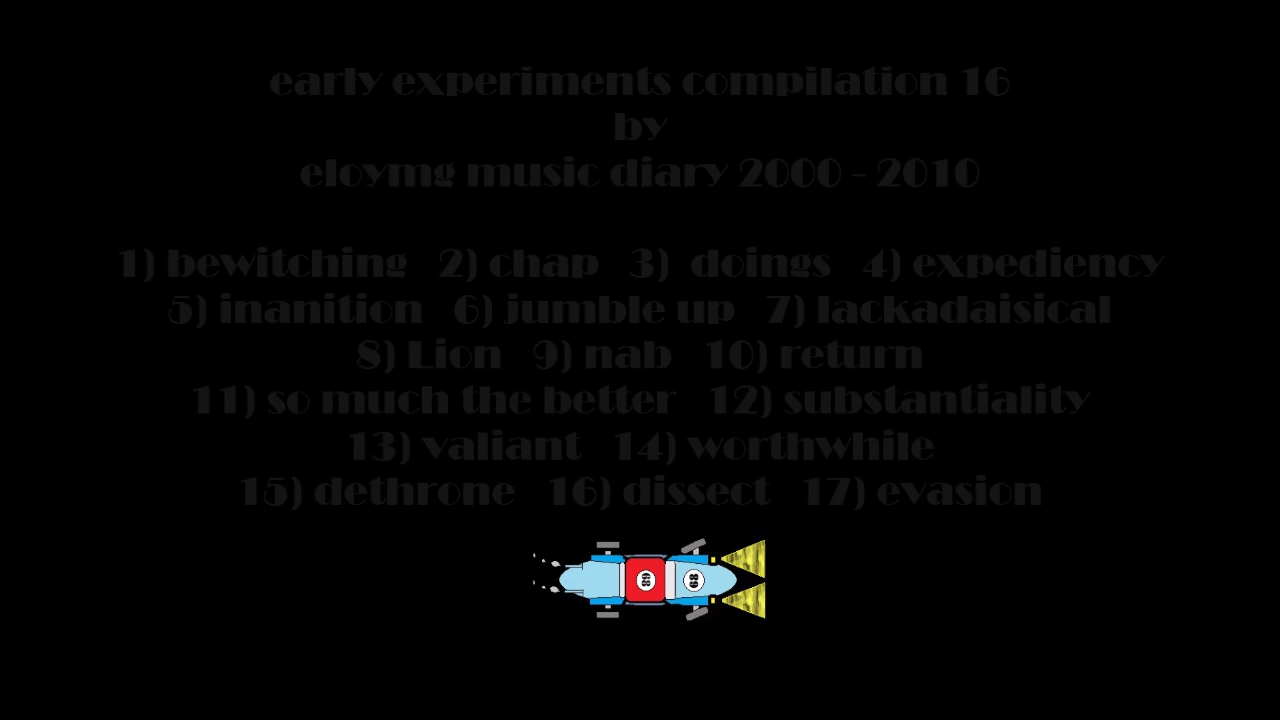 early experiments compilation 16
by
eloymg music diary 2000 - 2010
1) bewitching 2) chap 3) doings 4) expediency
5) inanition 6) jumble up 7) lackadaisical
8) Lion 9) nab 10) return
11) so much the better 12) substantiality
13) valiant 14) worthwhile
15) dethrone 16) dissect 17) evasion
89 89